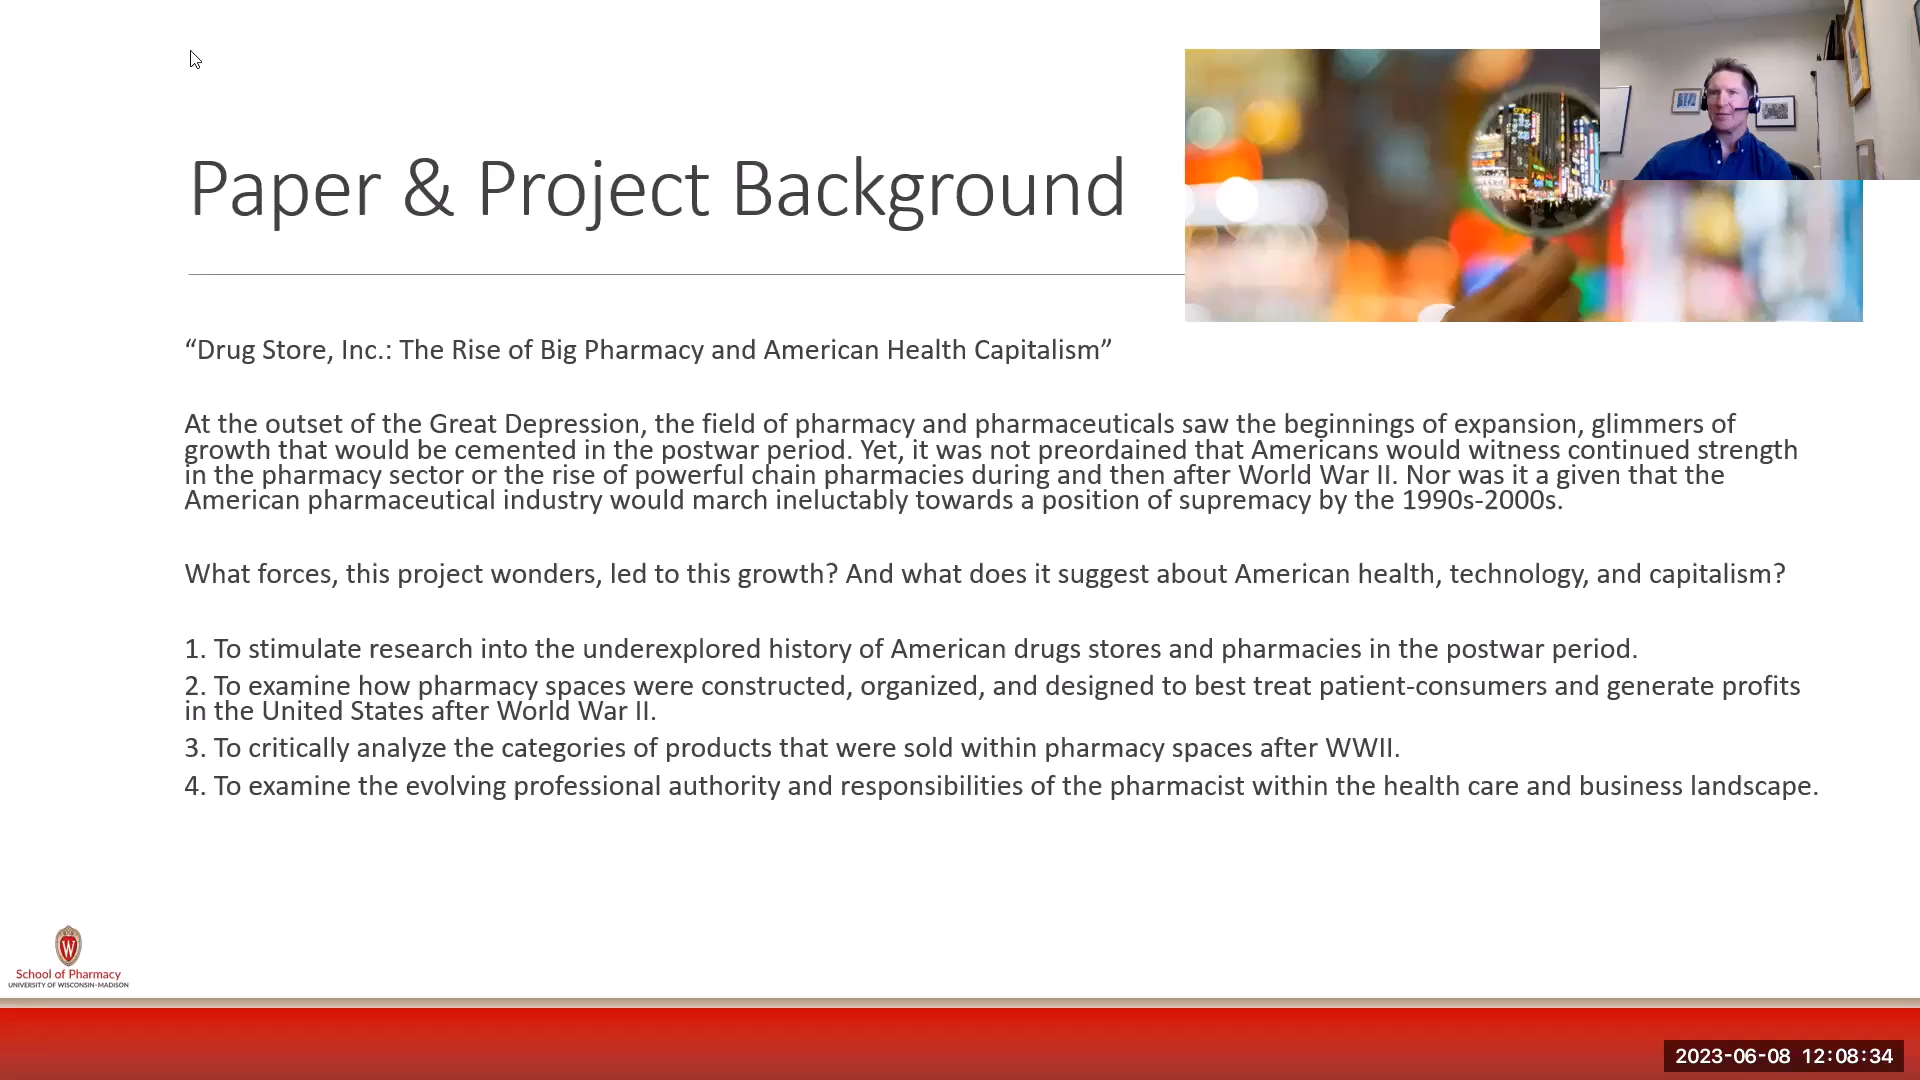 Paper & Project Background
“Drug Store, Inc.: The Rise of Big Pharmacy and American Health Capitalism”
At the outset of the Great Depression, the field of pharmacy and pharmaceuticals saw the beginnings of expansion, glimmers of
growth that would be cemented in the postwar period. Yet, it was not preordained that Americans would witness continued strength
in the pharmacy sector or the rise of powerful chain pharmacies during and then after World War II. Nor was it a given that the
American pharmaceutical industry would march ineluctably towards a position of supremacy by the 1990s-2000s.
What forces, this project wonders, led to this growth? And what does it suggest about American health, technology, and capitalism?
1. To stimulate research into the underexplored history of American drugs stores and pharmacies in the postwar period.
2. To examine how pharmacy spaces were constructed, organized, and designed to best treat patient-consumers and generate profits
in the United States after World War II.
3. To critically analyze the categories of products that were sold within pharmacy spaces after WWII.
4. To examine the evolving professional authority and responsibilities of the pharmacist within the health care and business landscape.
W
School of Pharmacy
UNIVERSITY OF WISCONSIN-MADISON
2023-06-08 12:08:34